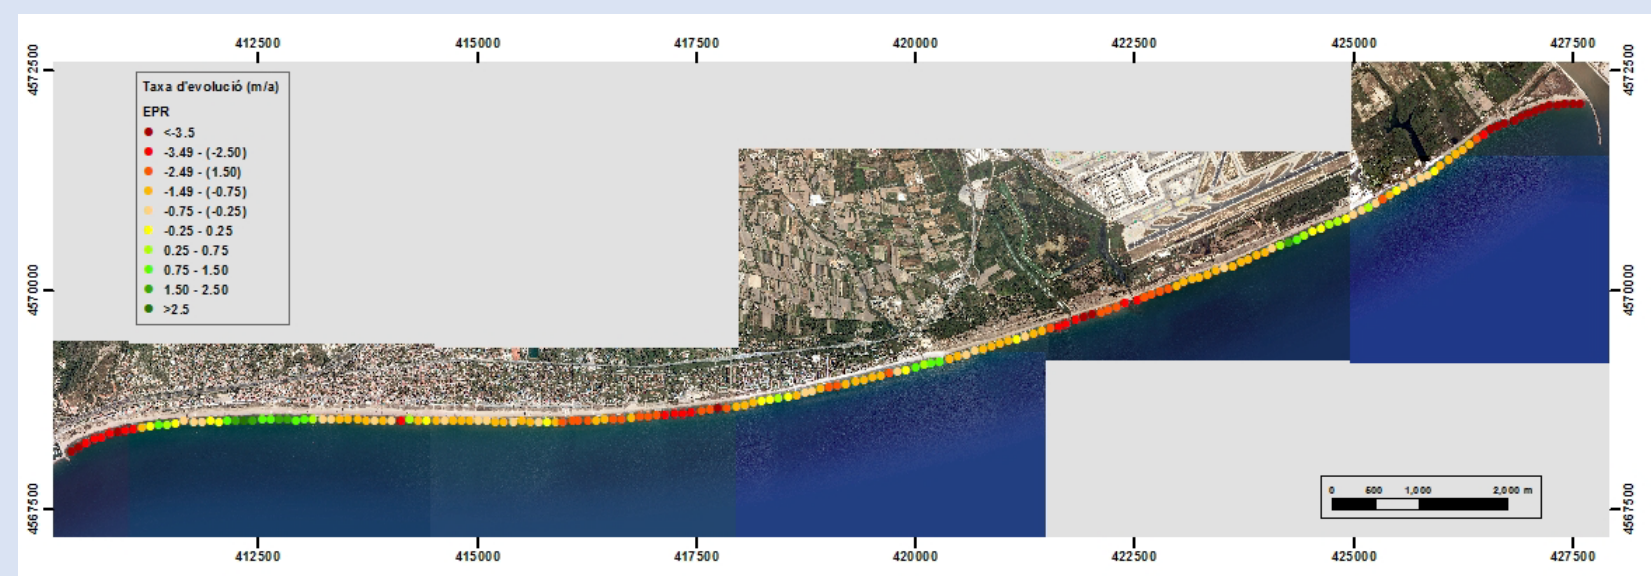 412500 415000 417500 420000 422500 425000 427500
4572500
4572500
Taxa d'evolució (m/a)
EPR
<-3.5
-3.49 - (-2.50)
-2.49 - (1.50)
-1.49 - (-0.75)
-0.75 - (-0.25)
-0.25 - 0.25
0.25 - 0.75
0.75 - 1.50
1.50 - 2.50
>2.5
4570000
4570000
4567500
4567500
0 500 1,000 2,000 m
412500 415000 417500 420000 422500 425000 427500